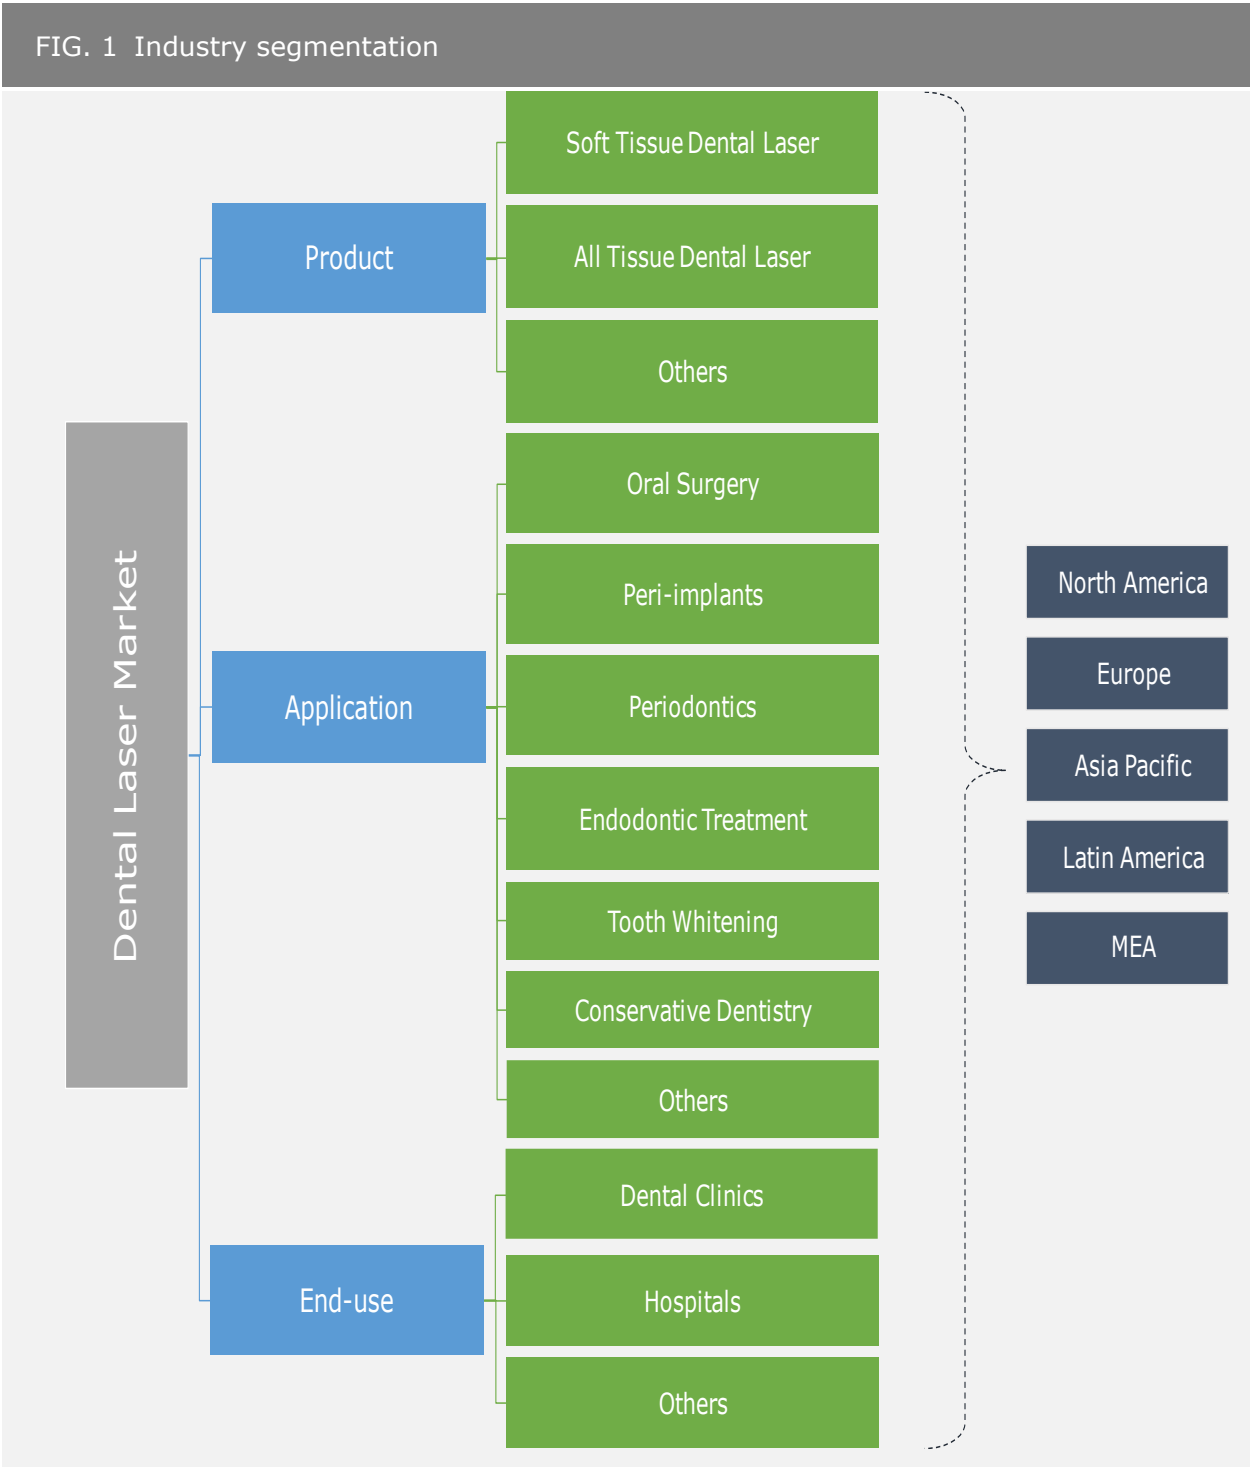 FIG. 1 Industry segmentation
Dental Laser Market
Product
Soft Tissue Dental Laser
All Tissue Dental Laser
Others
Application
Oral Surgery
Peri-implants
Periodontics
Endodontic Treatment
Tooth Whitening
Conservative Dentistry
Others
End-use
Dental Clinics
Hospitals
Others
North America
Europe
Asia Pacific
Latin America
MEA